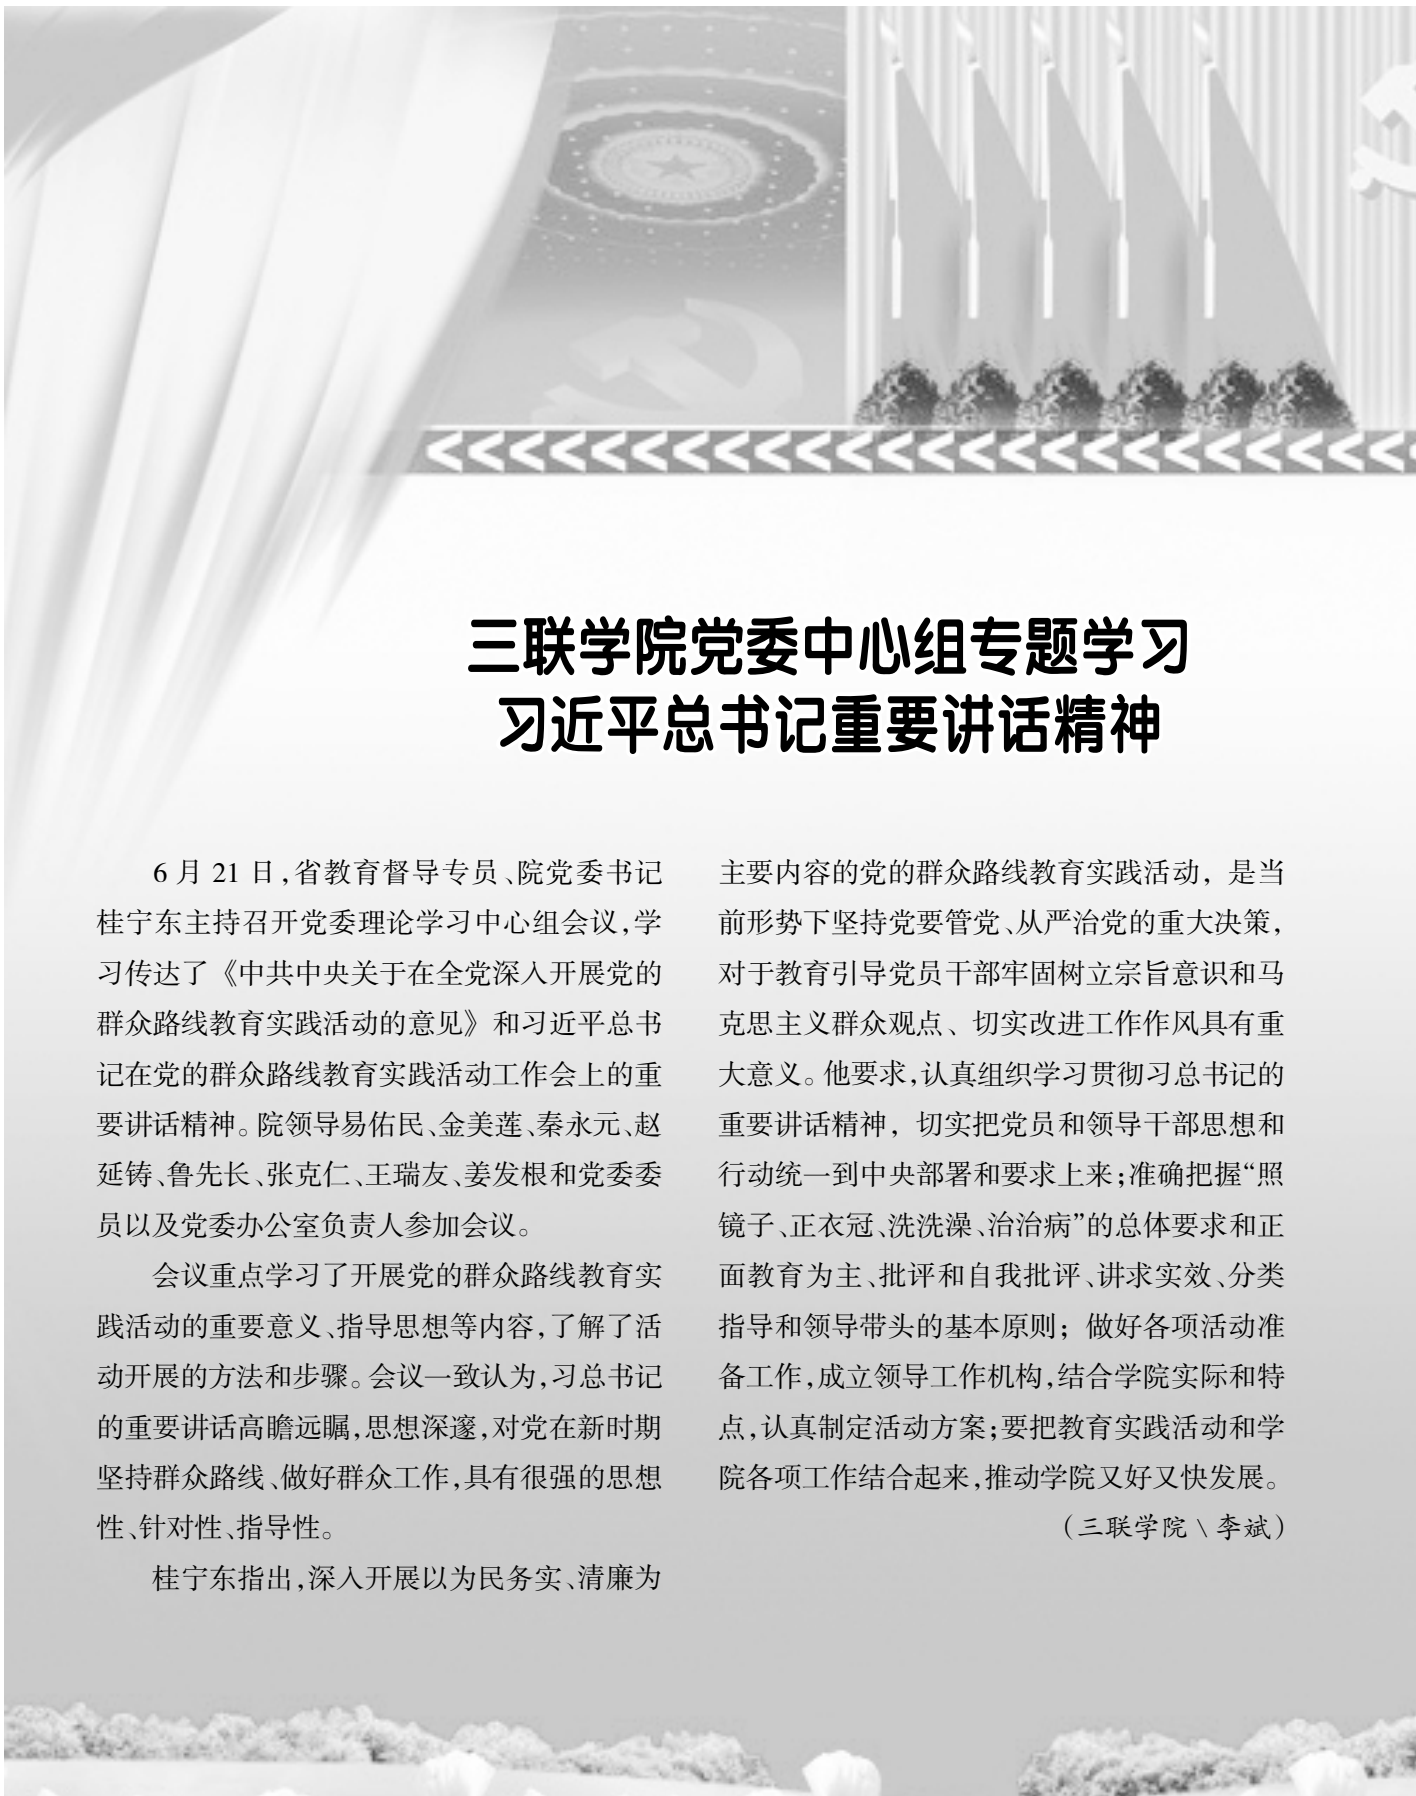 三联学院党委中心组专题学习
习近平总书记重要讲话精神
6月21日，省教育督导专员、院党委书记
桂宁东主持召开党委理论学习中心组会议，学
习传达了《中共中央关于在全党深入开展党的
群众路线教育实践活动的意见》和习近平总书
记在党的群众路线教育实践活动工作会上的重
要讲话精神。院领导易佑民、金美莲、秦永元、赵
延铸、鲁先长、张克仁、王瑞友、姜发根和党委委
员以及党委办公室负责人参加会议。
会议重点学习了开展党的群众路线教育实
践活动的重要意义、指导思想等内容，了解了活
动开展的方法和步骤。会议一致认为，习总书记
的重要讲话高瞻远瞩，思想深邃，对党在新时期
坚持群众路线、做好群众工作，具有很强的思想
性、针对性、指导性。
桂宁东指出，深入开展以为民务实、清廉为
主要内容的党的群众路线教育实践活动，是当
前形势下坚持党要管党、从严治党的重大决策，
对于教育引导党员干部牢固树立宗旨意识和马
克思主义群众观点、切实改进工作作风具有重
大意义。他要求，认真组织学习贯彻习总书记的
重要讲话精神，切实把党员和领导干部思想和
行动统一到中央部署和要求上来；准确把握“照
镜子、正衣冠、洗洗澡、治治病”的总体要求和正
面教育为主、批评和自我批评、讲求实效、分类
指导和领导带头的基本原则；做好各项活动准
备工作，成立领导工作机构，结合学院实际和特
点，认真制定活动方案；要把教育实践活动和学
院各项工作结合起来，推动学院又好又快发展。
（三联学院\李斌）